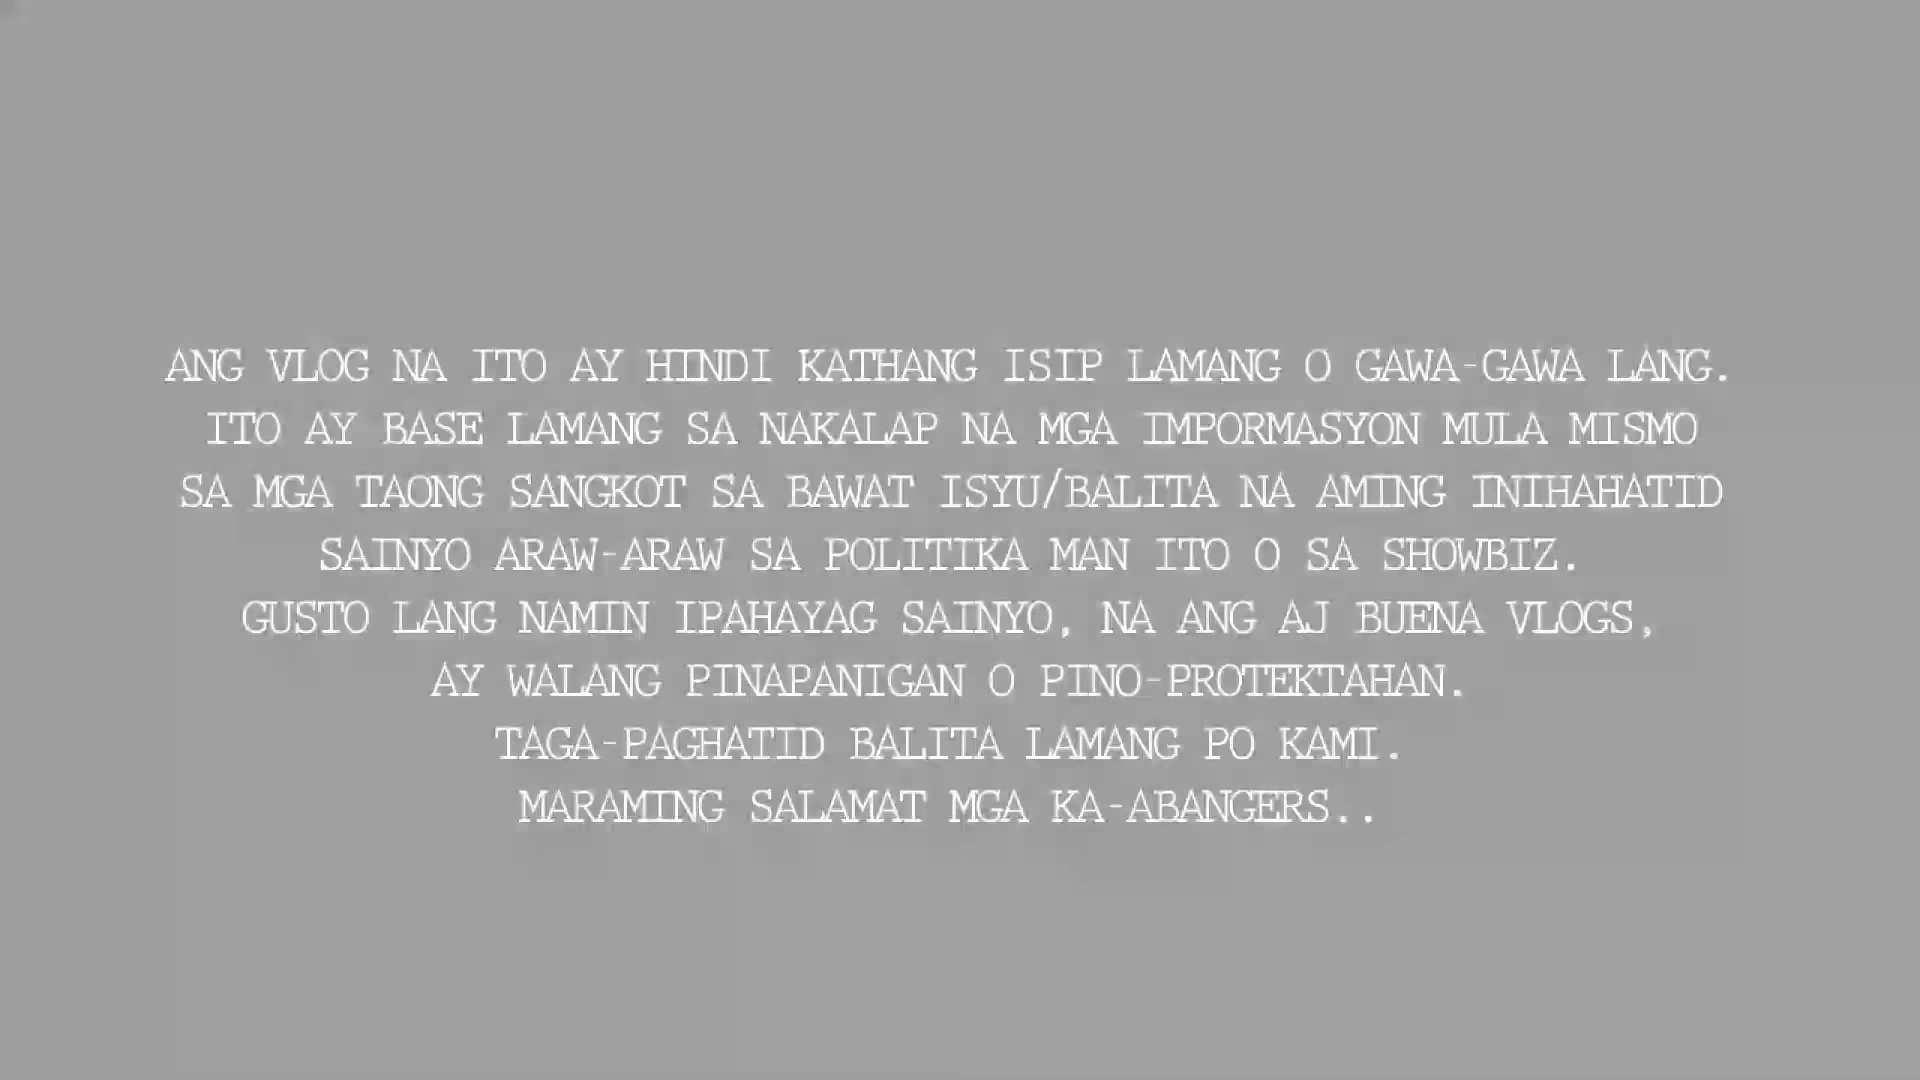 ANG VLOG NA ITO AY HINDI KATHANG ISIP LAMANG O GAWA-GAWA LANG.
ITO AY BASE LAMANG SA NAKALAP NA MGA IMPORMASYON MULA MISMO
SA MGA TAONG SANGKOT SA BAWAT ISYU/BALITA NA AMING INIHAHATID
SAINYO ARAW-ARAW SA POLITIKA MAN ITO O SA SHOWBIZ.
GUSTO LANG NAMIN IPAHAYAG SAINYO, NA ANG AJ BUENA VLOGS,
AY WALANG PINAPANIGAN O PINO-PROTEKTAHAN.
TAGA-PAGHATID BALITA LAMANG PO KAMI.
MARAMING SALAMAT MGA KA-ABANGERS..